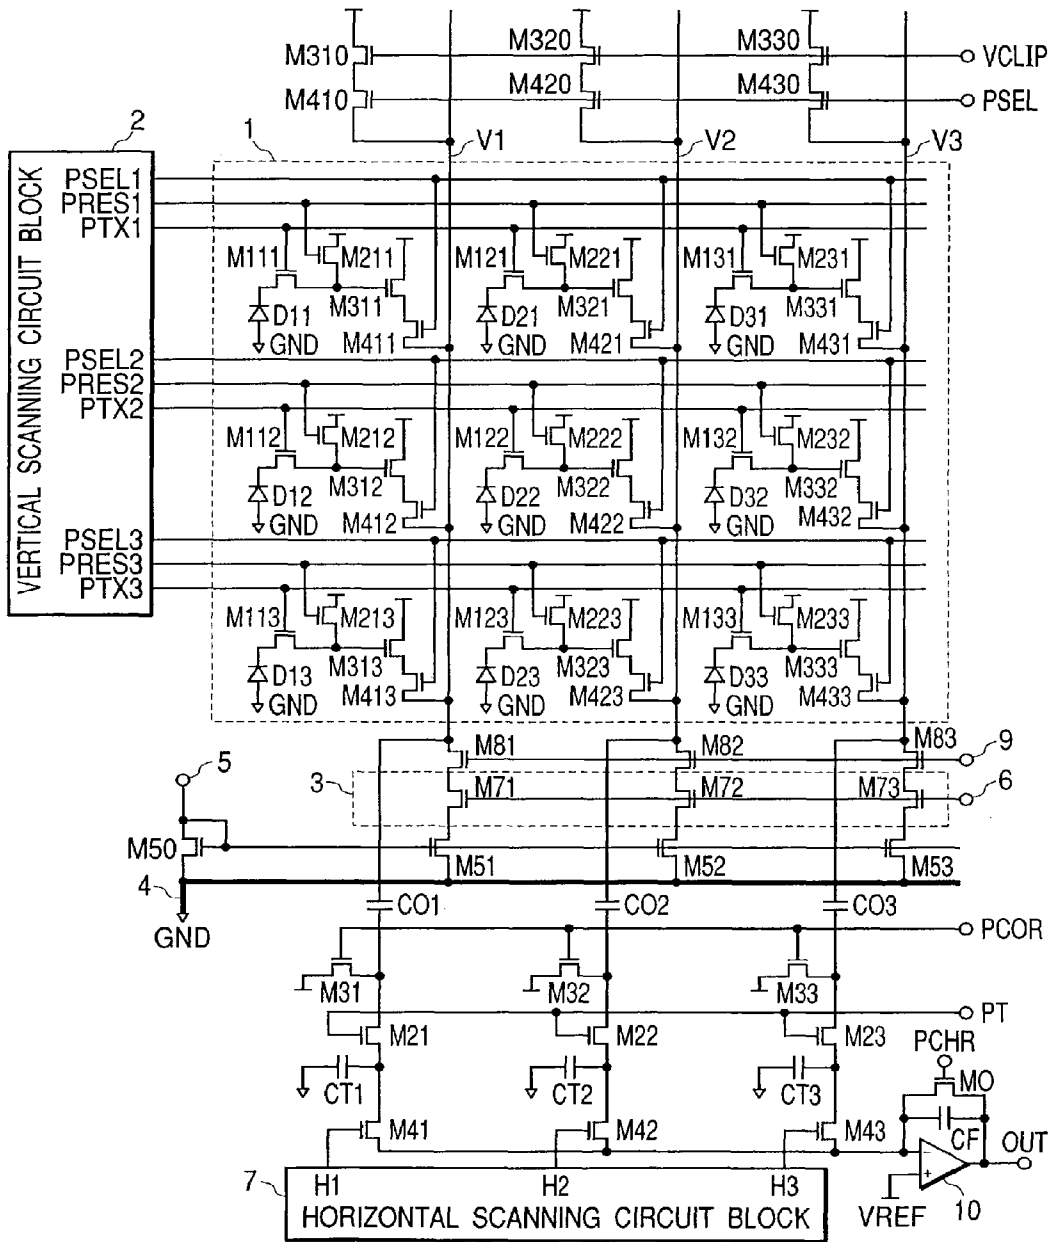 M310 M320 M330 VCLIP
M410 M420 M430 PSEL
V1 V2 V3
2 1
VERTICAL SCANNING CIRCUIT BLOCK
PSEL1
PRES1
PTX1
M111 M211 M121 M221 M131 M231
M311 M321 M331
D11 D21 D31
GND M411 GND M421 GND M431
PSEL2
PRES2
PTX2
M112 M212 M122 M222 M132 M232
M312 M322 M332
D12 D22 D32
GND M412 GND M422 GND M432
PSEL3
PRES3
PTX3
M113 M213 M123 M223 M133 M233
M313 M323 M333
D13 D23 D33
GND M413 GND M423 GND M433
M81 M82 M83 9
5 3 M71 M72 M73 6
M50 M51 M52 M53
4
GND
CO1 CO2 CO3
PCOR
M31 M32 M33
PT
M21 M22 M23
PCHR
MO
CT1 CT2 CT3
CF
M41 M42 M43
OUT
− +
VREF 10
7
H1 H2 H3
HORIZONTAL SCANNING CIRCUIT BLOCK